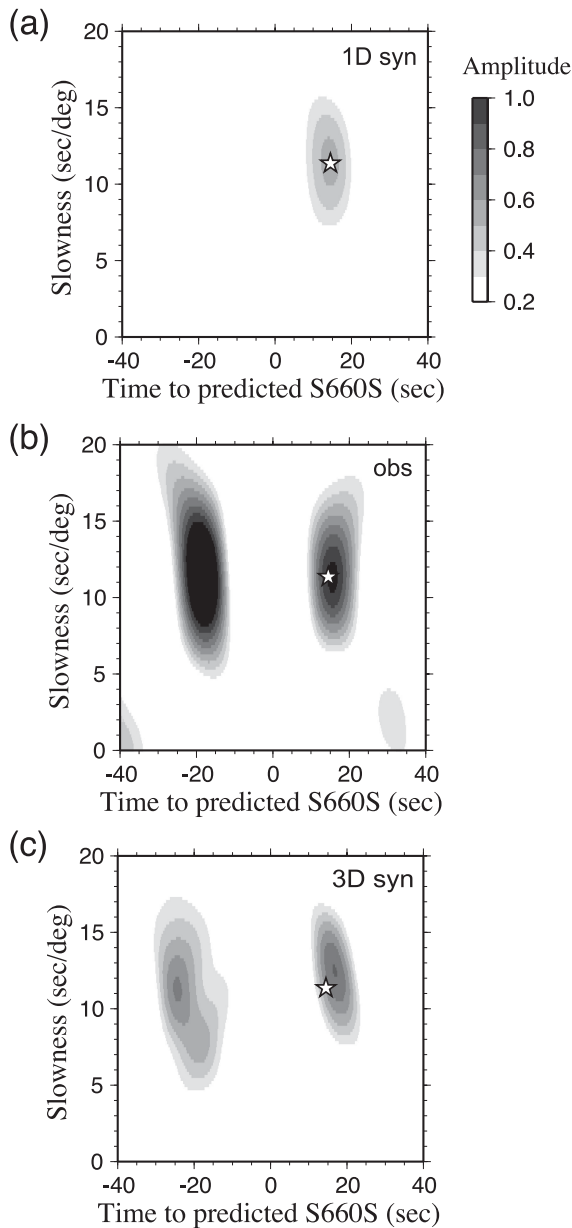 (a)
20
15
10
5
0
Slowness (sec/deg)
1D syn
-40 -20 0 20 40
Time to predicted S660S (sec)
Amplitude
1.0
0.8
0.6
0.4
0.2
(b)
20
15
10
5
0
Slowness (sec/deg)
obs
-40 -20 0 20 40
Time to predicted S660S (sec)
(c)
20
15
10
5
0
Slowness (sec/deg)
3D syn
-40 -20 0 20 40
Time to predicted S660S (sec)